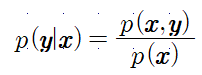 p(y|x) = p(x,y) / p(x)